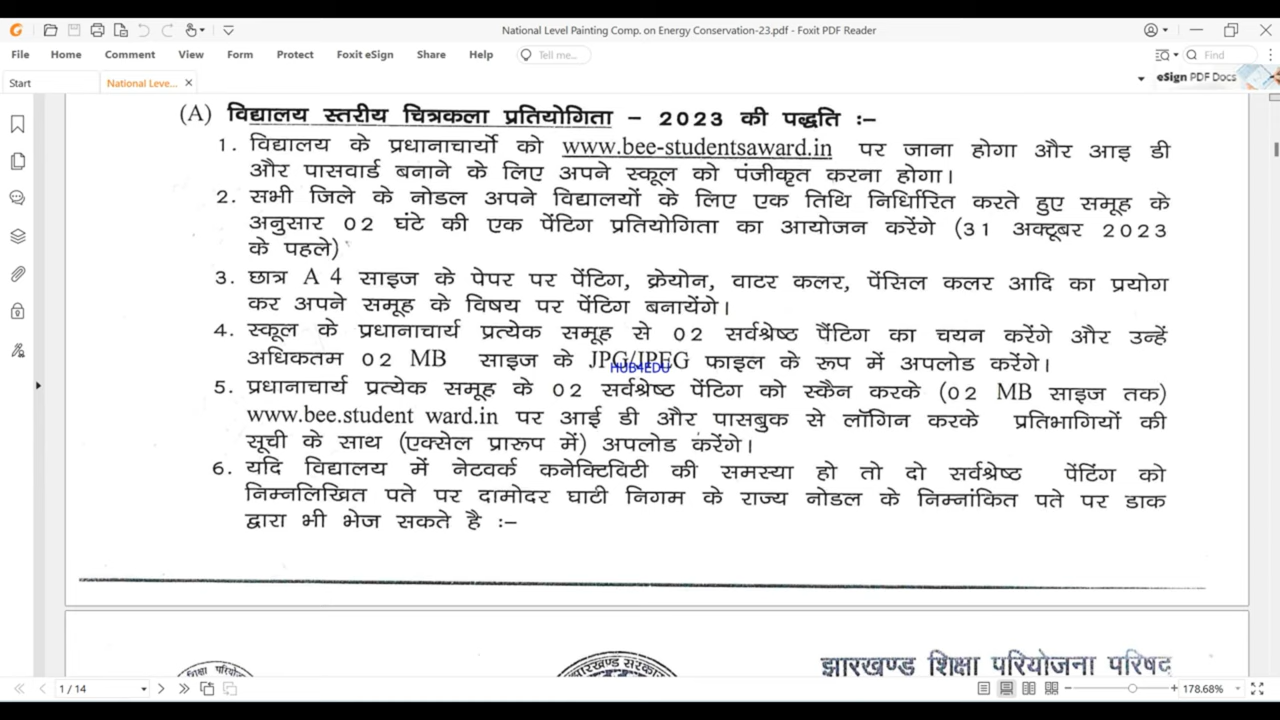 National Level Painting Comp. on Energy Conservation-23.pdf - Foxit PDF Reader
File Home Comment View Form Protect Foxit eSign Share Help Tell me... Find
Start National Leve... eSign PDF Docs
(A) विद्यालय स्तरीय चित्रकला प्रतियोगिता – 2023 की पद्धति :–
1. विद्यालय के प्रधानाचार्यो को www.bee-studentsaward.in पर जाना होगा और आइ डी
और पासवार्ड बनाने के लिए अपने स्कूल को पंजीकृत करना होगा।
2. सभी जिले के नोडल अपने विद्यालयों के लिए एक तिथि निर्धारित करते हुए समूह के
अनुसार 02 घंटे की एक पेंटिग प्रतियोगिता का आयोजन करेंगे (31 अक्टूबर 2023
के पहले)
3. छात्र A 4 साइज के पेपर पर पेंटिग, क्रेयोन, वाटर कलर, पेंसिल कलर आदि का प्रयोग
कर अपने समूह के विषय पर पेंटिग बनायेंगे।
4. स्कूल के प्रधानाचार्य प्रत्येक समूह से 02 सर्वश्रेष्ठ पैंटिग का चयन करेंगे और उन्हें
अधिकतम 02 MB साइज के JPG/JPEG फाइल के रूप में अपलोड करेंगे।
HUB4EDU
5. प्रधानाचार्य प्रत्येक समूह के 02 सर्वश्रेष्ठ पेंटिग को स्कैन करके (02 MB साइज तक)
www.bee.student ward.in पर आई डी और पासबुक से लॉगिन करके प्रतिभागियों की
सूची के साथ (एक्सेल प्रारूप में) अपलोड करेंगे।
6. यदि विद्यालय में नेटवर्क कनेक्टिविटी की समस्या हो तो दो सर्वश्रेष्ठ पेंटिंग को
निम्नलिखित पते पर दामोदर घाटी निगम के राज्य नोडल के निम्नांकित पते पर डाक
द्वारा भी भेज सकते है :–
झारखण्ड शिक्षा परियोजना परिषद
1 / 14 178.68%